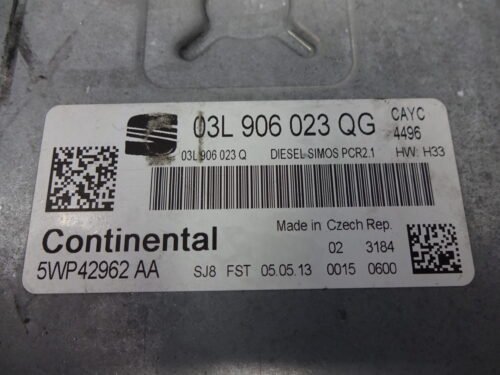 03L 906 023 QG CAYC
4496
03L 906 023 Q DIESEL SIMOS PCR2.1 HW: H33
Made in Czech Rep.
Continental
02 3184
5WP42962 AA SJ8 FST 05.05.13 0015 0600